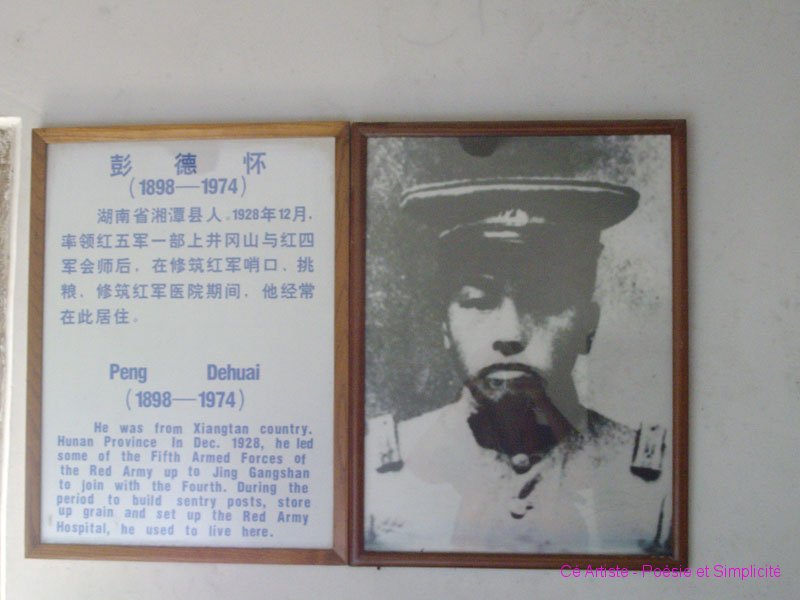 彭 德 怀
(1898—1974)
湖南省湘潭县人。1928年12月,
率领红五军一部上井冈山与红四
军会师后,在修筑红军哨口、挑
粮、修筑红军医院期间,他经常
在此居住。
Peng Dehuai
(1898—1974)
He was from Xiangtan country.
Hunan Province In Dec. 1928, he led
some of the Fifth Armed Forces of
the Red Army up to Jing Gangshan
to join with the Fourth. During the
period to build sentry posts, store
up grain and set up the Red Army
Hospital, he used to live here.
Cé Artiste - Poésie et Simplicité